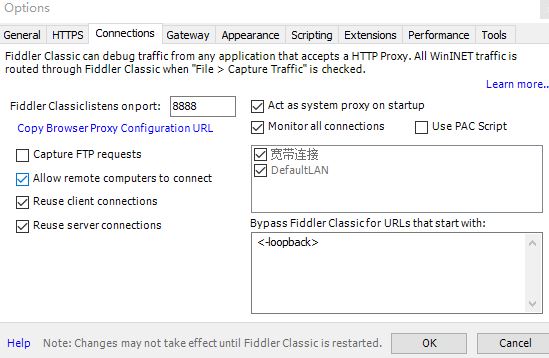 Options
General HTTPS Connections Gateway Appearance Scripting Extensions Performance Tools
Fiddler Classic can debug traffic from any application that accepts a HTTP Proxy. All WinINET traffic is
routed through Fiddler Classic when "File > Capture Traffic" is checked.
Learn more..
Fiddler Classic listens on port: 8888
Copy Browser Proxy Configuration URL
Capture FTP requests
Allow remote computers to connect
Reuse client connections
Reuse server connections
Act as system proxy on startup
Monitor all connections Use PAC Script
宽带连接
DefaultLAN
Bypass Fiddler Classic for URLs that start with:
<-loopback>
Help Note: Changes may not take effect until Fiddler Classic is restarted. OK Cancel